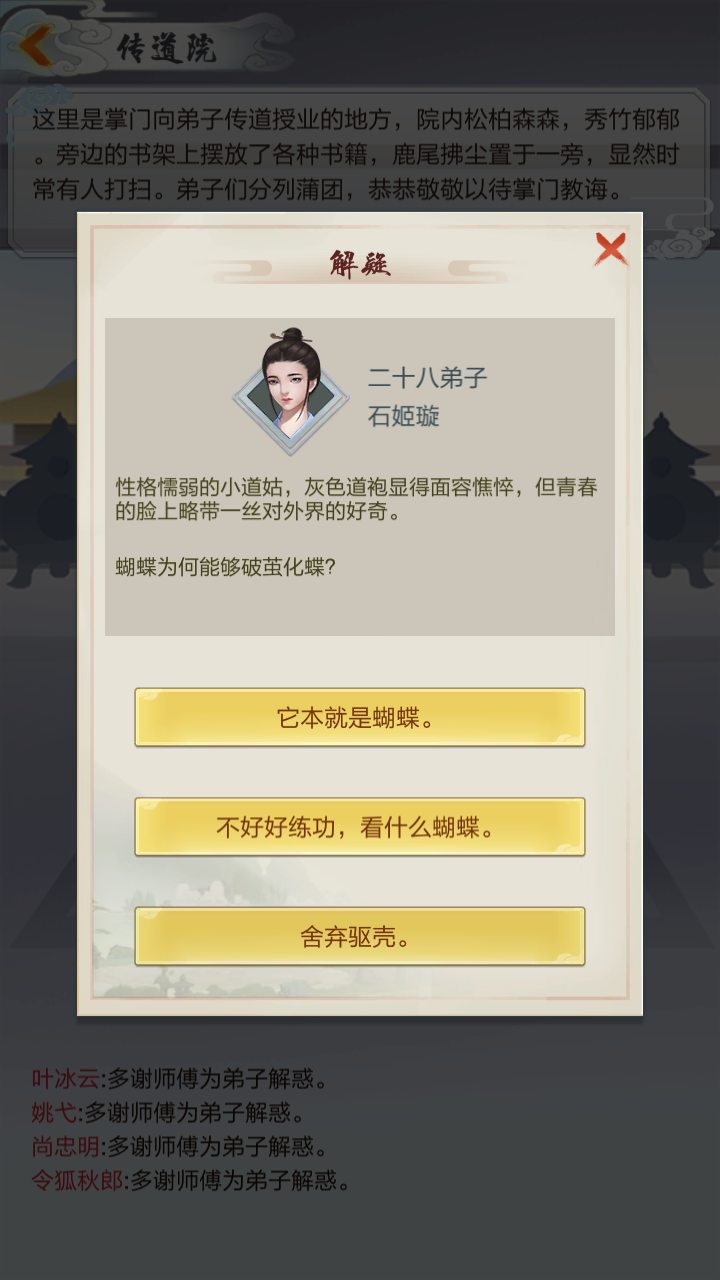 传道院
这里是掌门向弟子传道授业的地方，院内松柏森森，秀竹郁郁
。旁边的书架上摆放了各种书籍，鹿尾拂尘置于一旁，显然时
常有人打扫。弟子们分列蒲团，恭恭敬敬以待掌门教诲。
解疑
二十八弟子
石姬璇
性格懦弱的小道姑，灰色道袍显得面容憔悴，但青春
的脸上略带一丝对外界的好奇。
蝴蝶为何能够破茧化蝶？
它本就是蝴蝶。
不好好练功，看什么蝴蝶。
舍弃驱壳。
叶冰云:多谢师傅为弟子解惑。
姚弋:多谢师傅为弟子解惑。
尚忠明:多谢师傅为弟子解惑。
令狐秋郎:多谢师傅为弟子解惑。